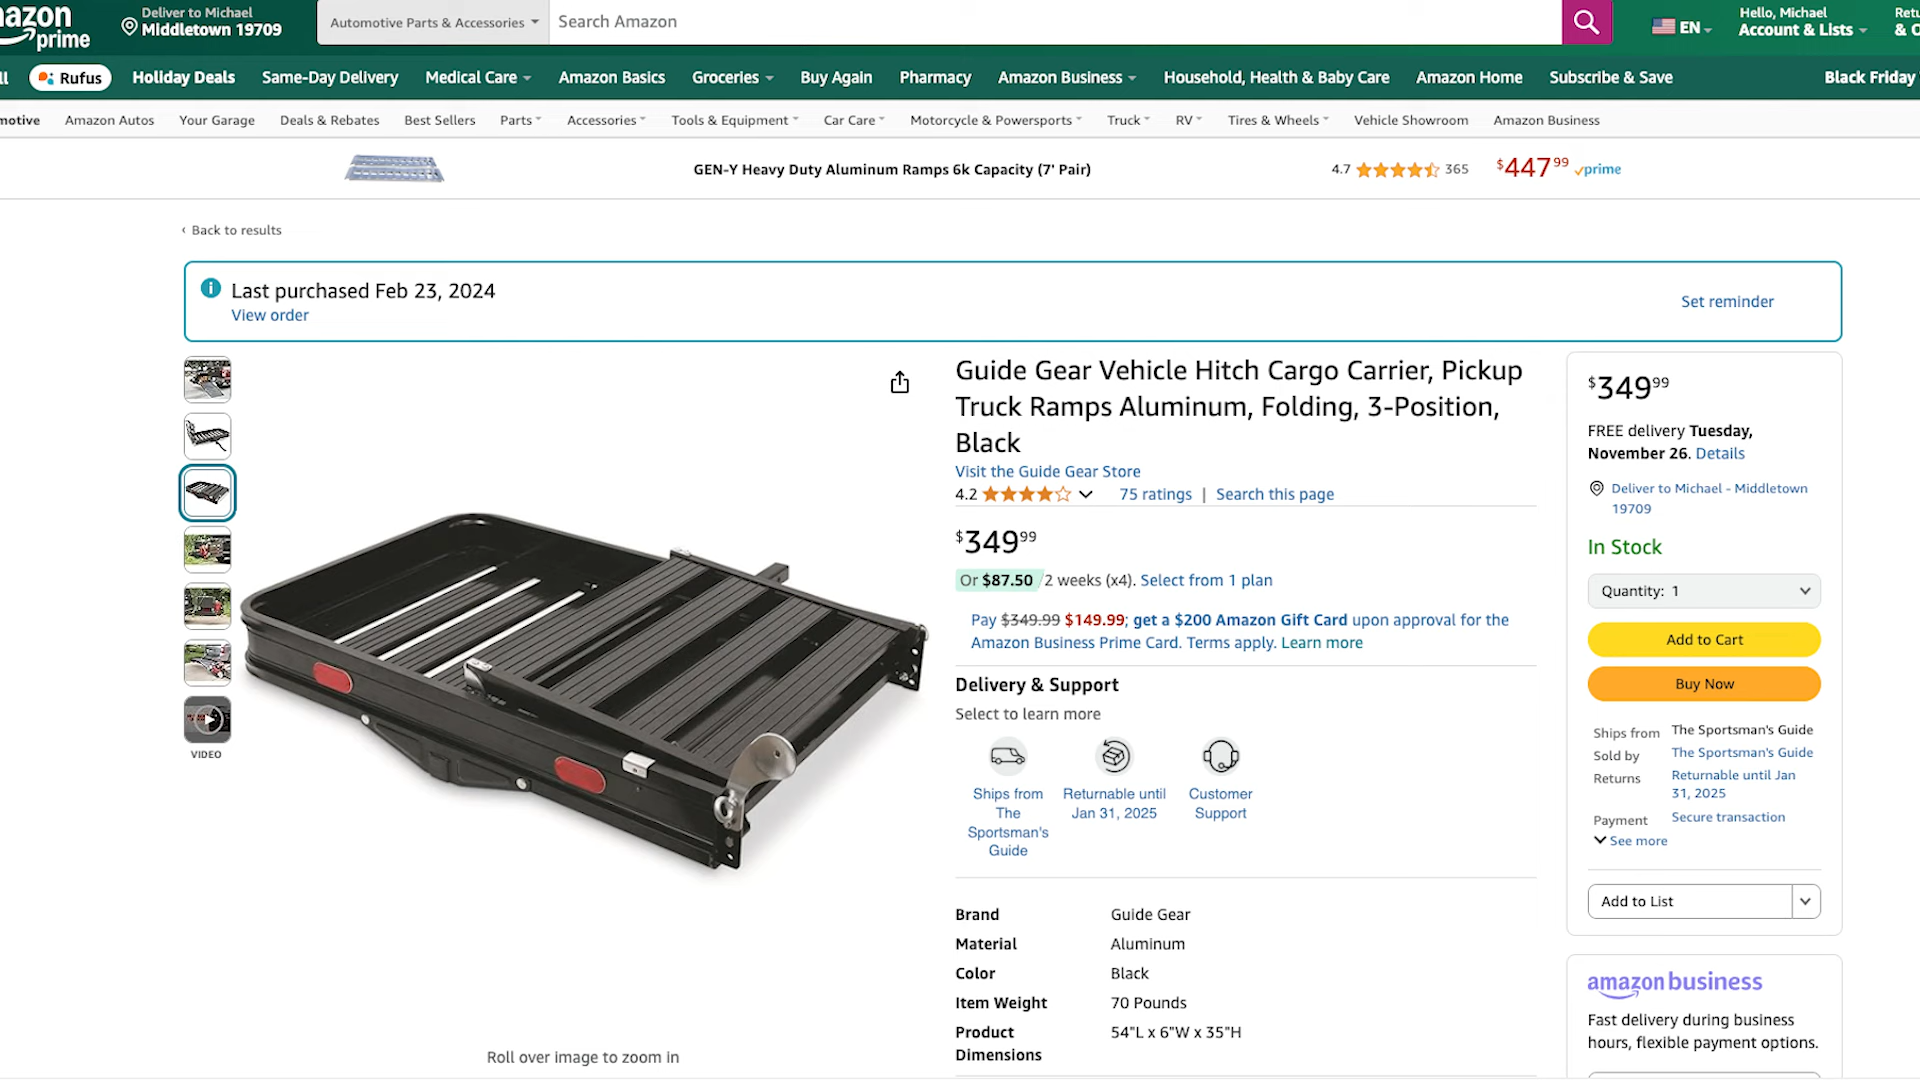 azon
prime
Deliver to Michael
Middletown 19709
Automotive Parts & Accessories
Search Amazon
EN
Hello, Michael
Account & Lists
Retu
& O
ll
Rufus
Holiday Deals
Same-Day Delivery
Medical Care
Amazon Basics
Groceries
Buy Again
Pharmacy
Amazon Business
Household, Health & Baby Care
Amazon Home
Subscribe & Save
Black Friday
motive
Amazon Autos
Your Garage
Deals & Rebates
Best Sellers
Parts
Accessories
Tools & Equipment
Car Care
Motorcycle & Powersports
Truck
RV
Tires & Wheels
Vehicle Showroom
Amazon Business
GEN-Y Heavy Duty Aluminum Ramps 6k Capacity (7' Pair)
4.7
365
$447 99
prime
‹ Back to results
Last purchased Feb 23, 2024
View order
Set reminder
VIDEO
Roll over image to zoom in
Guide Gear Vehicle Hitch Cargo Carrier, Pickup
Truck Ramps Aluminum, Folding, 3-Position,
Black
Visit the Guide Gear Store
4.2
75 ratings | Search this page
$349 99
Or $87.50 /2 weeks (x4). Select from 1 plan
Pay $349.99 $149.99; get a $200 Amazon Gift Card upon approval for the
Amazon Business Prime Card. Terms apply. Learn more
Delivery & Support
Select to learn more
Ships from
The
Sportsman's
Guide
Returnable until
Jan 31, 2025
Customer
Support
Brand Guide Gear
Material Aluminum
Color Black
Item Weight 70 Pounds
Product 54"L x 6"W x 35"H
Dimensions
$349 99
FREE delivery Tuesday,
November 26. Details
Deliver to Michael - Middletown
19709
In Stock
Quantity: 1
Add to Cart
Buy Now
Ships from The Sportsman's Guide
Sold by The Sportsman's Guide
Returns Returnable until Jan
31, 2025
Payment Secure transaction
See more
Add to List
amazon business
Fast delivery during business
hours, flexible payment options.